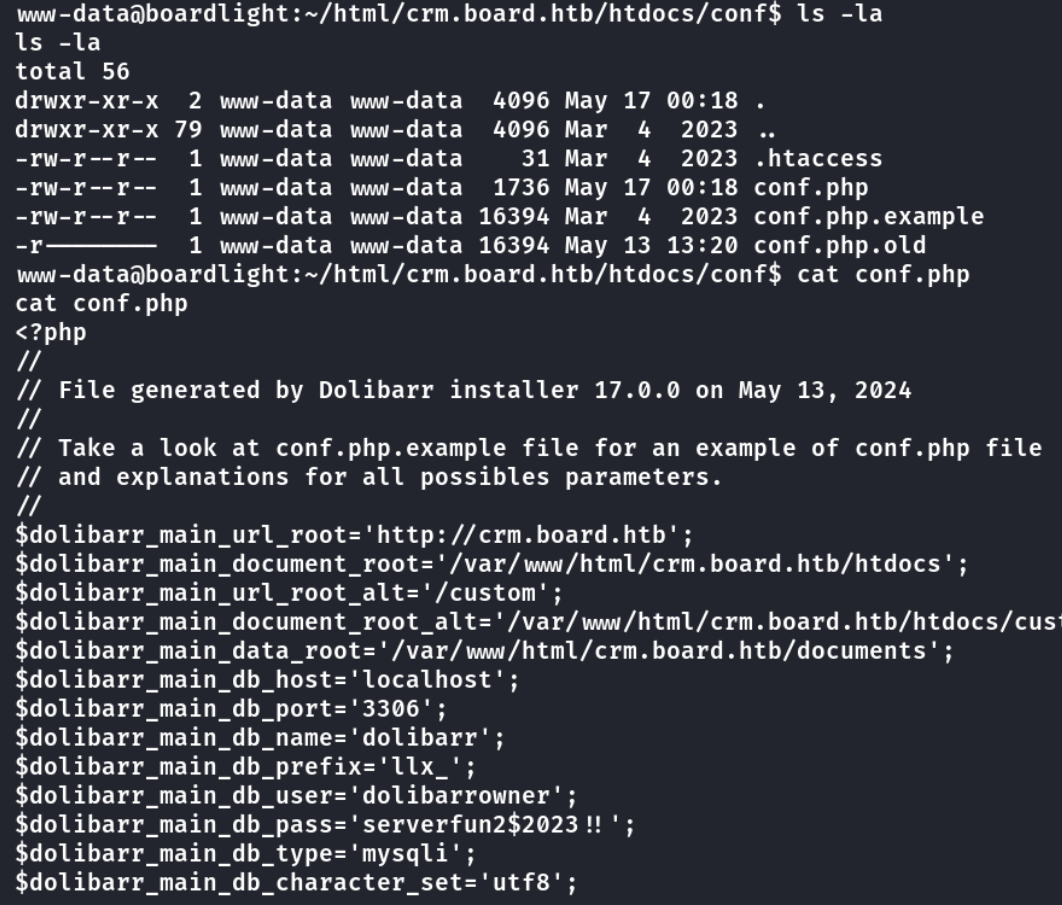 www-data@boardlight:~/html/crm.board.htb/htdocs/conf$ ls -la
ls -la
total 56
drwxr-xr-x  2 www-data www-data  4096 May 17 00:18 .
drwxr-xr-x 79 www-data www-data  4096 Mar  4  2023 ..
-rw-r--r--  1 www-data www-data    31 Mar  4  2023 .htaccess
-rw-r--r--  1 www-data www-data  1736 May 17 00:18 conf.php
-rw-r--r--  1 www-data www-data 16394 Mar  4  2023 conf.php.example
-r--------  1 www-data www-data 16394 May 13 13:20 conf.php.old
www-data@boardlight:~/html/crm.board.htb/htdocs/conf$ cat conf.php
cat conf.php
<?php
//
// File generated by Dolibarr installer 17.0.0 on May 13, 2024
//
// Take a look at conf.php.example file for an example of conf.php file
// and explanations for all possibles parameters.
//
$dolibarr_main_url_root='http://crm.board.htb';
$dolibarr_main_document_root='/var/www/html/crm.board.htb/htdocs';
$dolibarr_main_url_root_alt='/custom';
$dolibarr_main_document_root_alt='/var/www/html/crm.board.htb/htdocs/cust
$dolibarr_main_data_root='/var/www/html/crm.board.htb/documents';
$dolibarr_main_db_host='localhost';
$dolibarr_main_db_port='3306';
$dolibarr_main_db_name='dolibarr';
$dolibarr_main_db_prefix='llx_';
$dolibarr_main_db_user='dolibarrowner';
$dolibarr_main_db_pass='serverfun2$2023!!';
$dolibarr_main_db_type='mysqli';
$dolibarr_main_db_character_set='utf8';